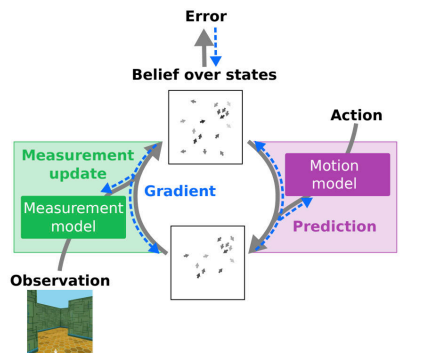 Error
Belief over states
Action
Measurement
update
Motion
model
Gradient
Measurement
model
Prediction
Observation